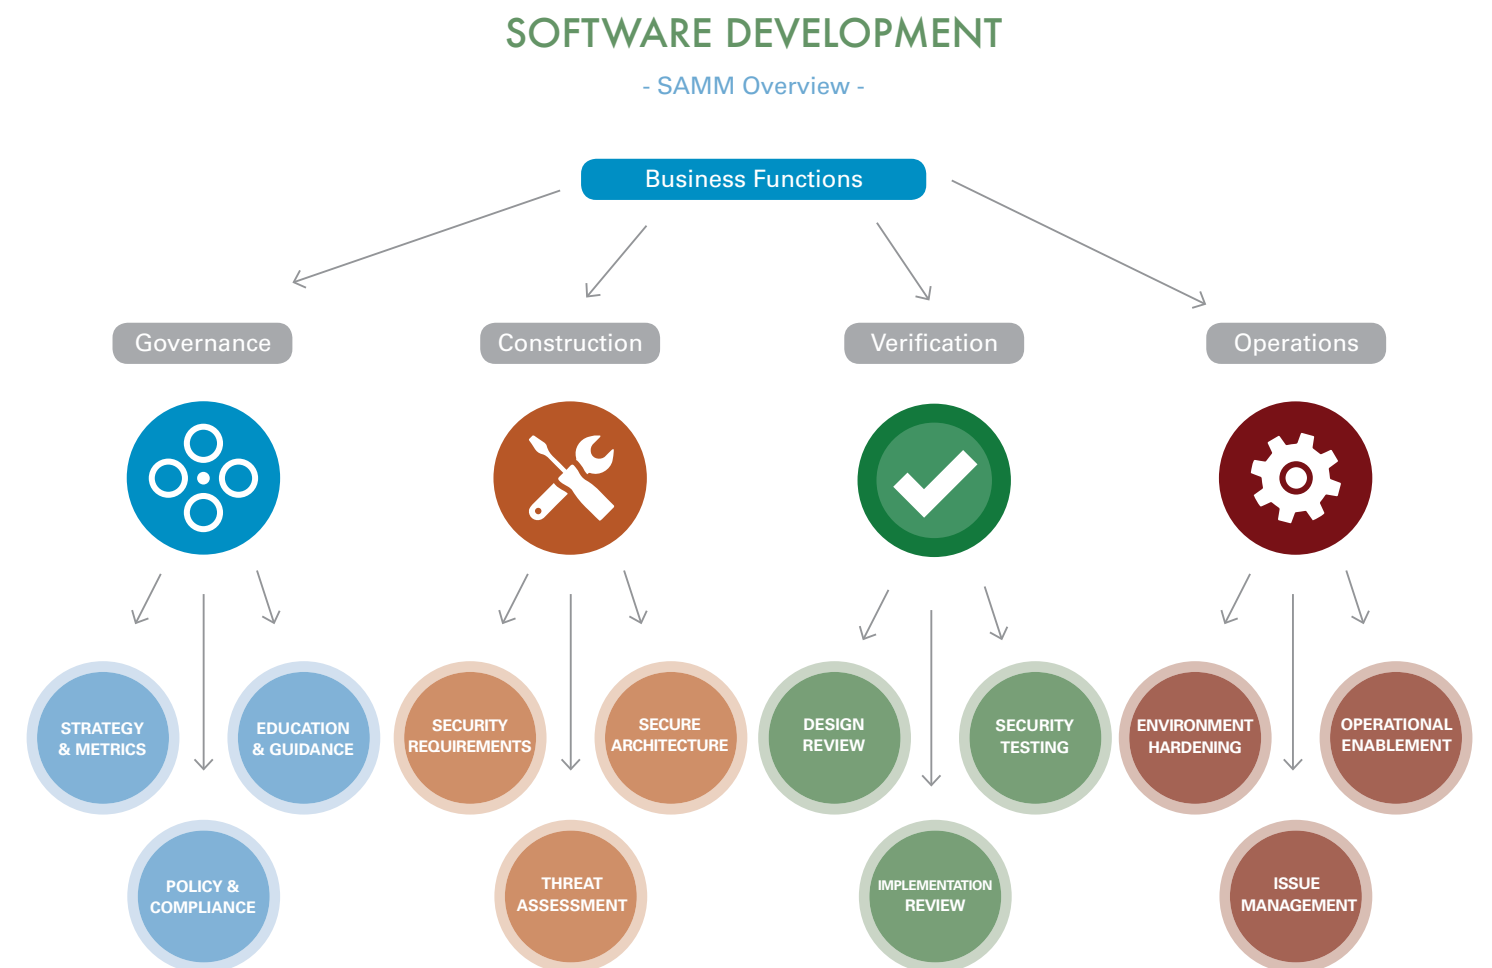 SOFTWARE DEVELOPMENT
- SAMM Overview -
Business Functions
Governance
Construction
Verification
Operations
STRATEGY
& METRICS
EDUCATION
& GUIDANCE
POLICY &
COMPLIANCE
SECURITY
REQUIREMENTS
SECURE
ARCHITECTURE
THREAT
ASSESSMENT
DESIGN
REVIEW
SECURITY
TESTING
IMPLEMENTATION
REVIEW
ENVIRONMENT
HARDENING
OPERATIONAL
ENABLEMENT
ISSUE
MANAGEMENT